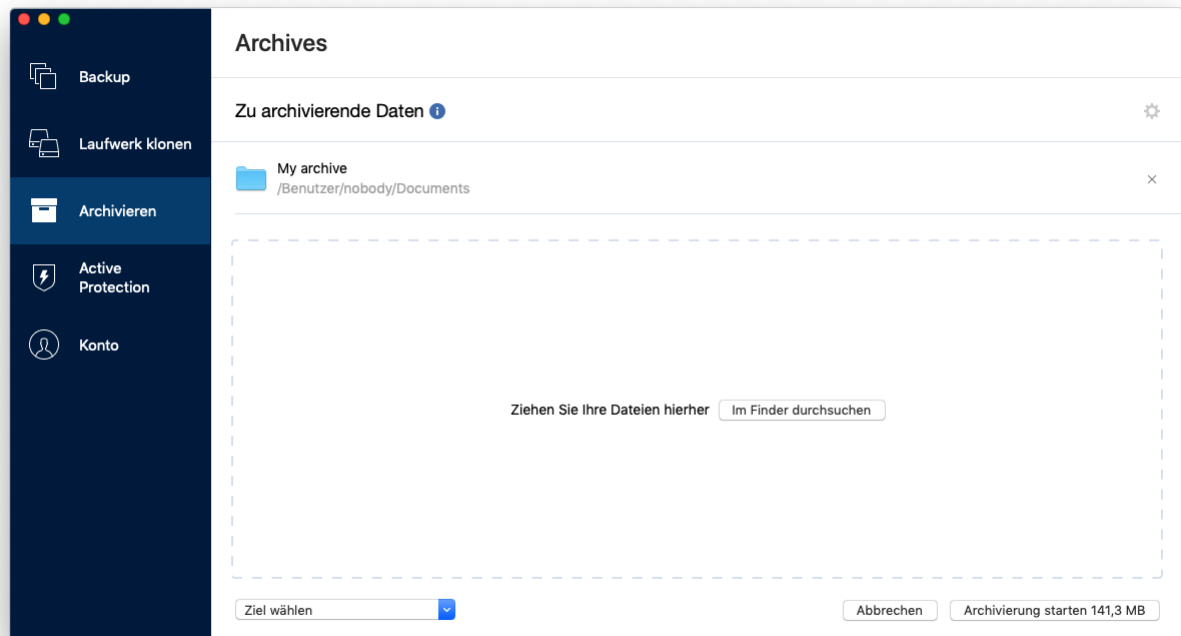 Backup
Laufwerk klonen
Archivieren
Active
Protection
Konto
Archives
Zu archivierende Daten
My archive
/Benutzer/nobody/Documents
Ziehen Sie Ihre Dateien hierher Im Finder durchsuchen
Ziel wählen Abbrechen Archivierung starten 141,3 MB